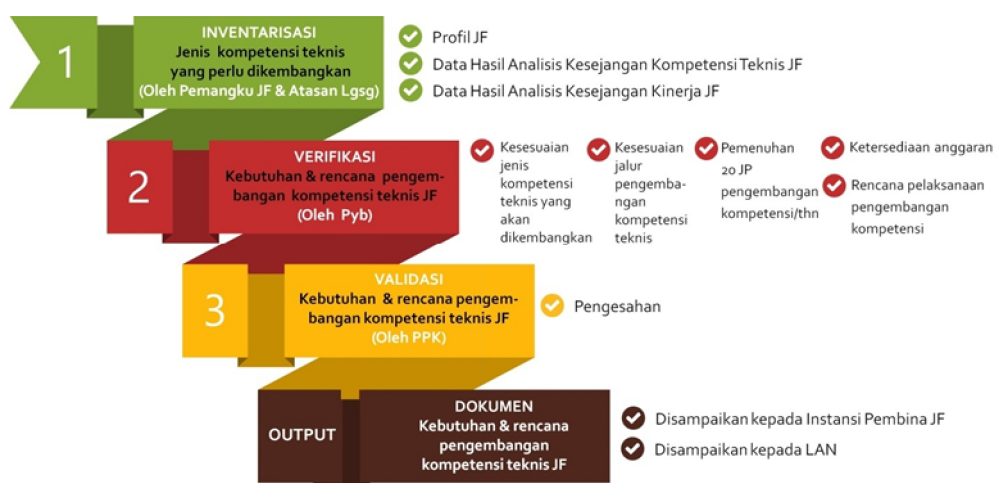 1
INVENTARISASI
Jenis kompetensi teknis
yang perlu dikembangkan
(Oleh Pemangku JF & Atasan Lgsg)
Profil JF
Data Hasil Analisis Kesejangan Kompetensi Teknis JF
Data Hasil Analisis Kesejangan Kinerja JF
2
VERIFIKASI
Kebutuhan & rencana pengem-
bangan kompetensi teknis JF
(Oleh Pyb)
Kesesuaian
jenis
kompetensi
teknis yang
akan
dikembangkan
Kesesuaian
jalur
pengemba-
ngan
kompetensi
teknis
Pemenuhan
20 JP
pengembangan
kompetensi/thn
Ketersediaan anggaran
Rencana pelaksanaan
pengembangan
kompetensi
3
VALIDASI
Kebutuhan & rencana pengem-
bangan kompetensi teknis JF
(Oleh PPK)
Pengesahan
OUTPUT
DOKUMEN
Kebutuhan & rencana
pengembangan
kompetensi teknis JF
Disampaikan kepada Instansi Pembina JF
Disampaikan kepada LAN